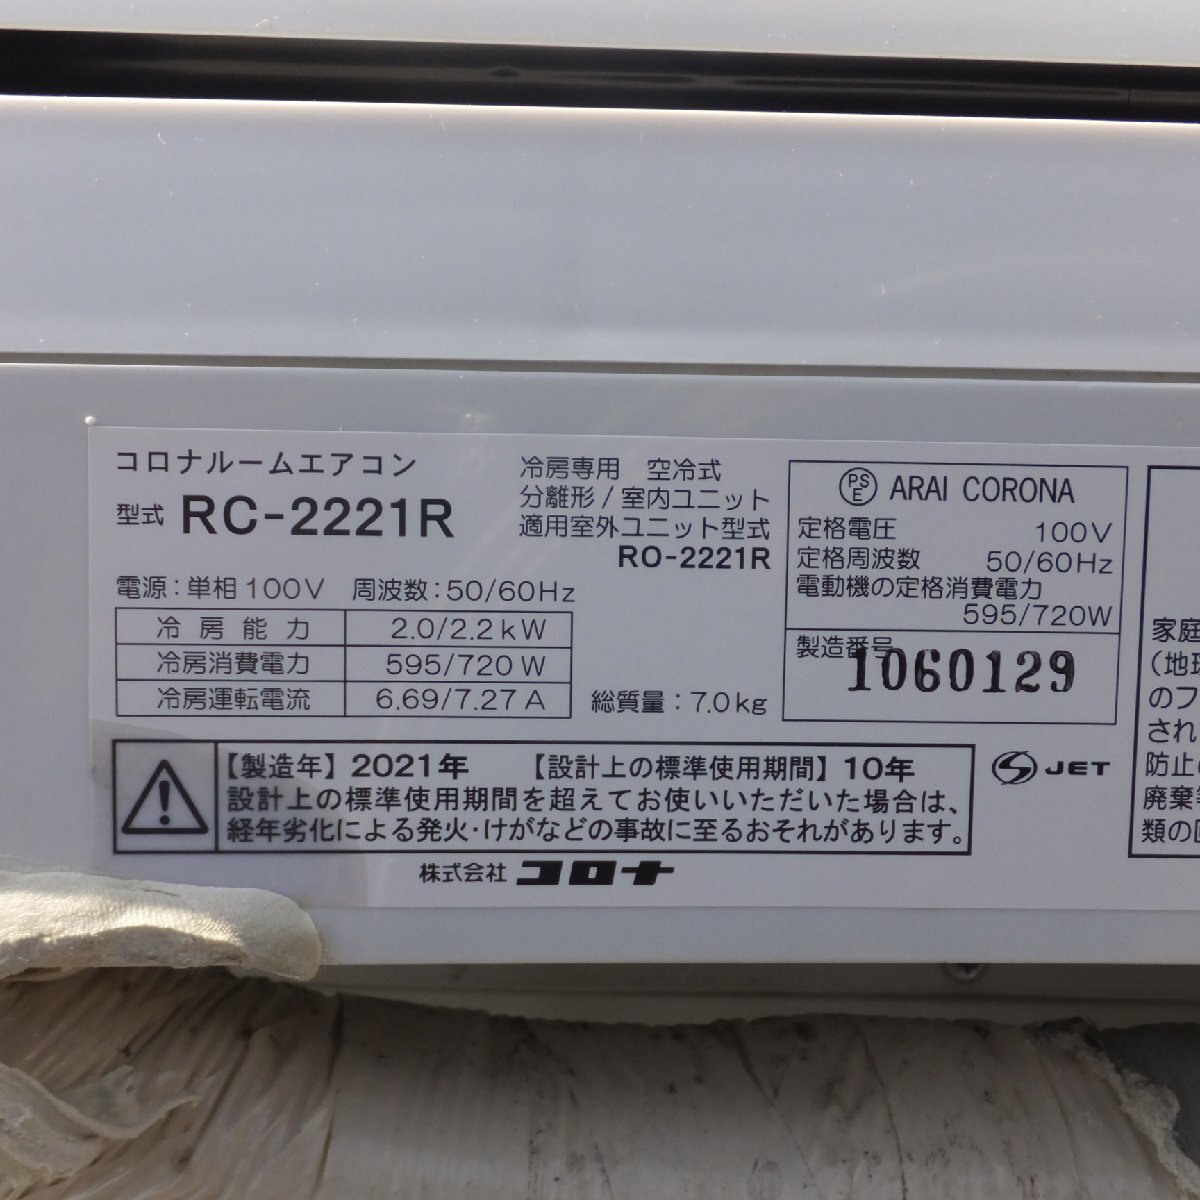 コロナルームエアコン
型式 RC-2221R
冷房専用 空冷式
分離形/室内ユニット
適用室外ユニット型式
RO-2221R
電源:単相100V 周波数:50/60Hz
冷房能力 2.0/2.2kW
冷房消費電力 595/720W
冷房運転電流 6.69/7.27A
総質量:7.0kg
PS
E
ARAI CORONA
定格電圧 100V
定格周波数 50/60Hz
電動機の定格消費電力
595/720W
製造番号
1060129
【製造年】2021年 【設計上の標準使用期間】10年
設計上の標準使用期間を超えてお使いいただいた場合は、
経年劣化による発火・けがなどの事故に至るおそれがあります。
JET
株式会社 コロナ
家庭
(地球
のフ
され
防止
廃棄
類の